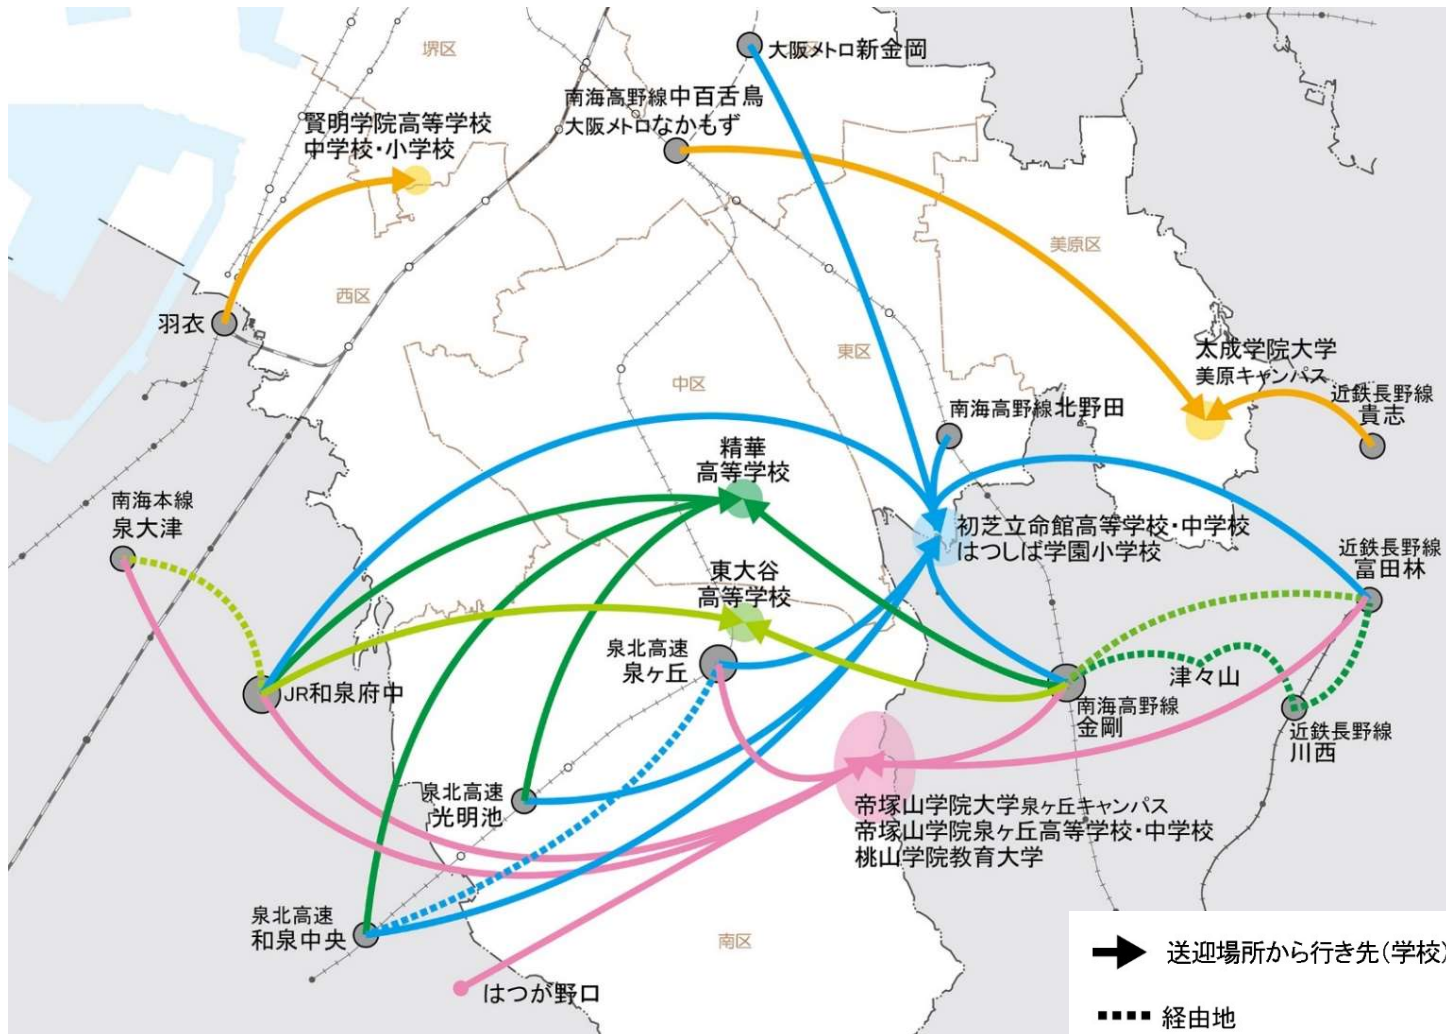 堺区
大阪メトロ新金岡
南海高野線中百舌鳥
大阪メトロなかもず
賢明学院高等学校
中学校・小学校
美原区
西区
羽衣
東区
中区
太成学院大学
美原キャンパス
近鉄長野線
貴志
南海高野線北野田
精華
高等学校
南海本線
泉大津
初芝立命館高等学校・中学校
はつしば学園小学校
近鉄長野線
富田林
東大谷
高等学校
泉北高速
泉ヶ丘
JR和泉府中
津々山
南海高野線
金剛
近鉄長野線
川西
泉北高速
光明池
帝塚山学院大学泉ヶ丘キャンパス
帝塚山学院泉ヶ丘高等学校・中学校
桃山学院教育大学
泉北高速
和泉中央
南区
はつが野口
送迎場所から行き先(学校)
経由地